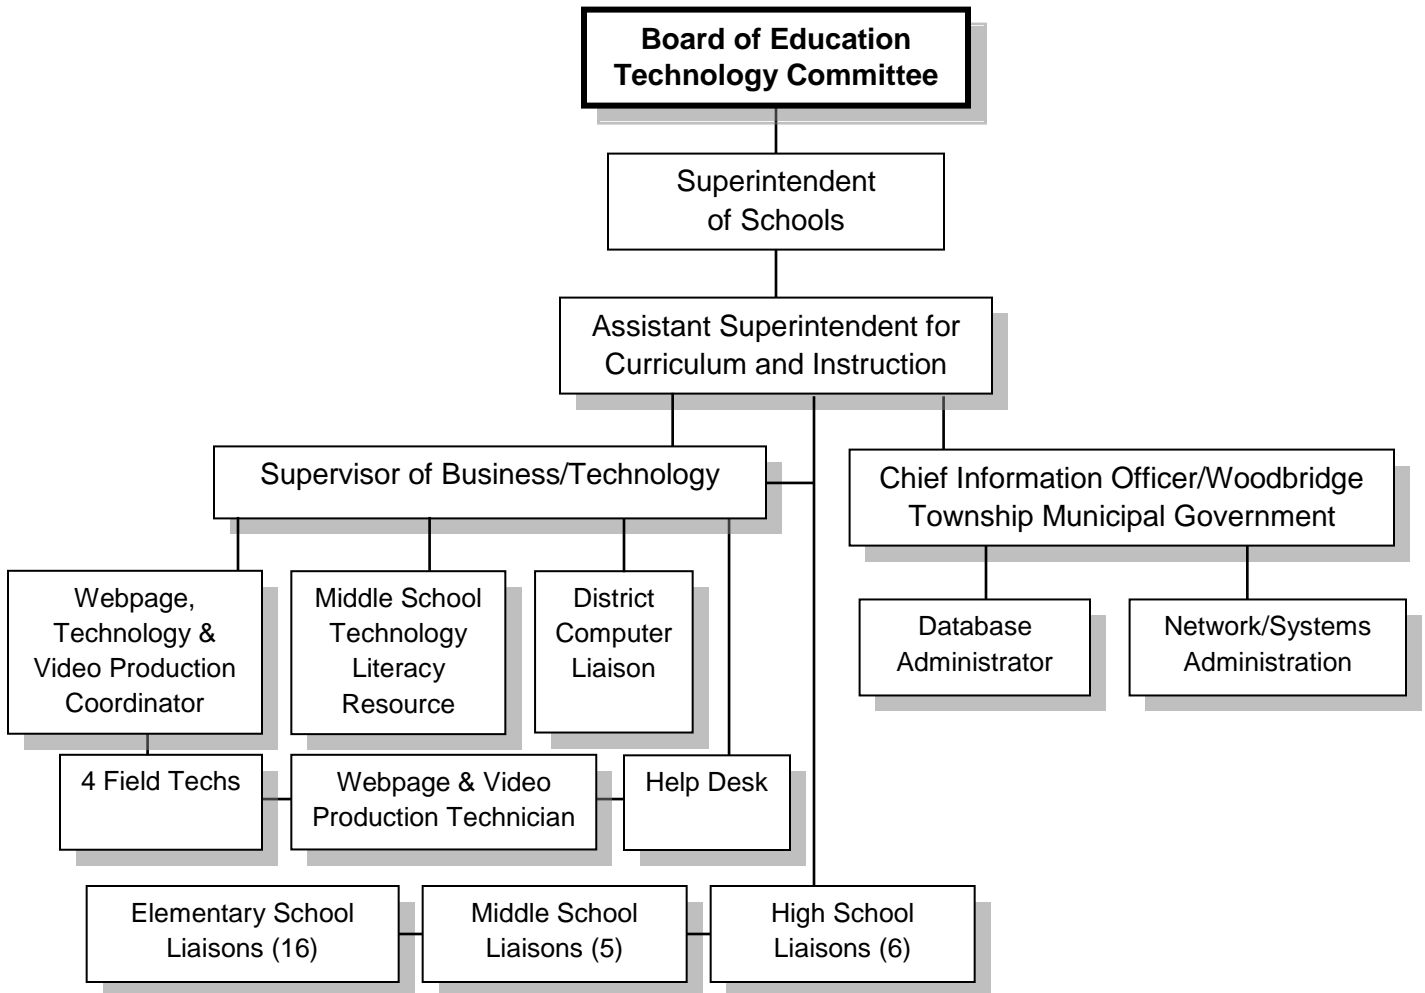 Board of Education
Technology Committee
Superintendent
of Schools
Assistant Superintendent for
Curriculum and Instruction
Supervisor of Business/Technology
Chief Information Officer/Woodbridge
Township Municipal Government
Webpage,
Technology &
Video Production
Coordinator
Middle School
Technology
Literacy
Resource
District
Computer
Liaison
Database
Administrator
Network/Systems
Administration
4 Field Techs
Webpage & Video
Production Technician
Help Desk
Elementary School
Liaisons (16)
Middle School
Liaisons (5)
High School
Liaisons (6)